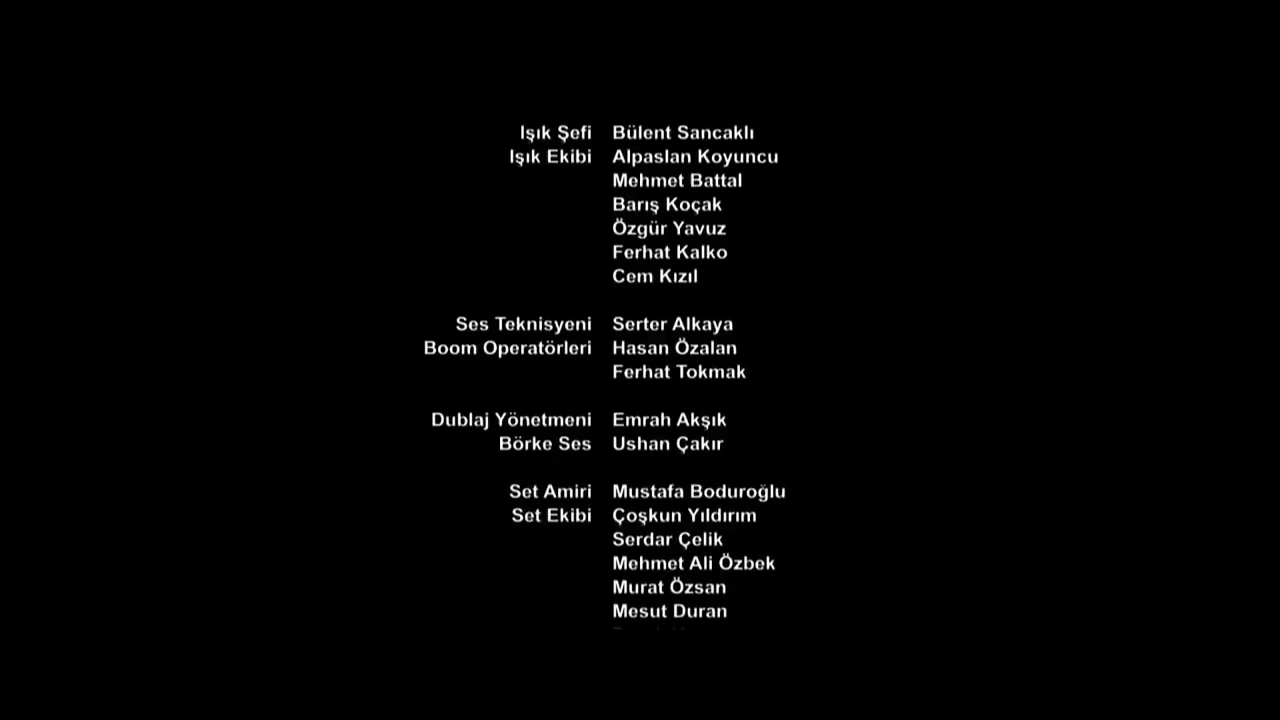 Işık Şefi Bülent Sancaklı
Işık Ekibi Alpaslan Koyuncu
Mehmet Battal
Barış Koçak
Özgür Yavuz
Ferhat Kalko
Cem Kızıl
Ses Teknisyeni Serter Alkaya
Boom Operatörleri Hasan Özalan
Ferhat Tokmak
Dublaj Yönetmeni Emrah Akşık
Börke Ses Ushan Çakır
Set Amiri Mustafa Boduroğlu
Set Ekibi Çoşkun Yıldırım
Serdar Çelik
Mehmet Ali Özbek
Murat Özsan
Mesut Duran